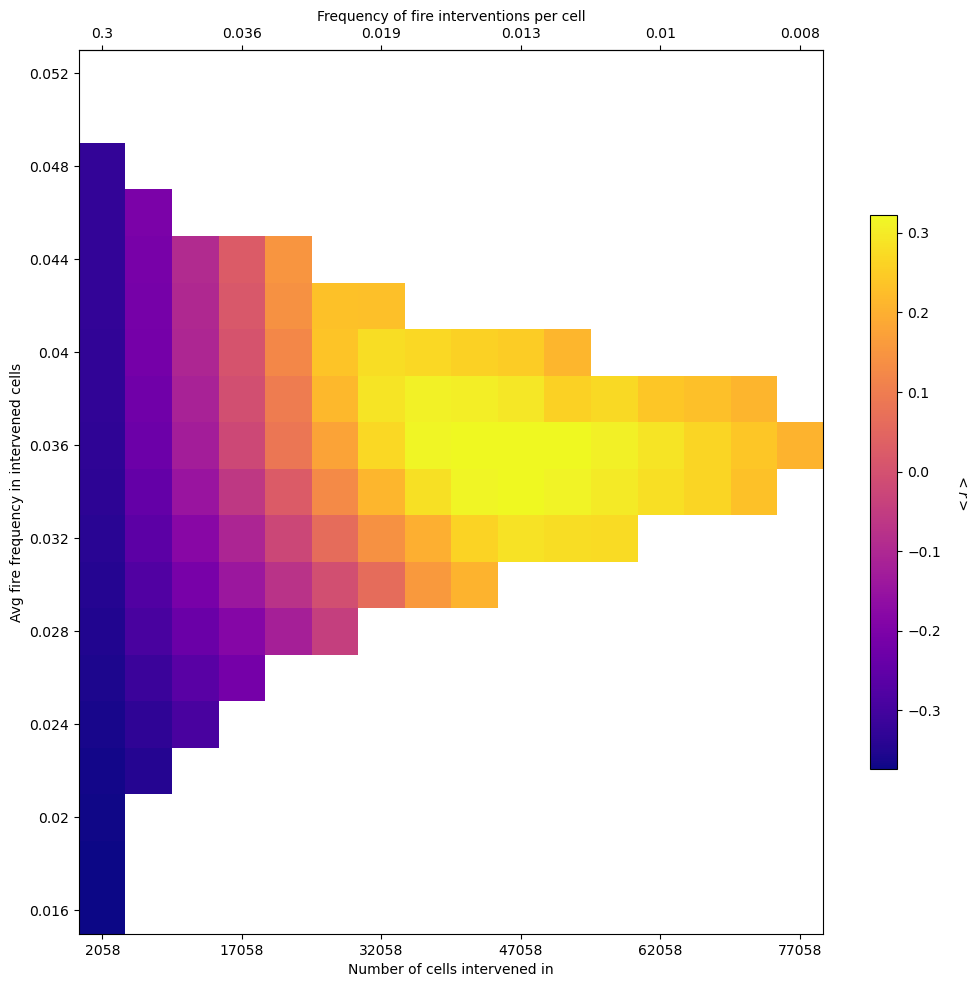 Frequency of fire interventions per cell
0.3 0.036 0.019 0.013 0.01 0.008
0.052
0.048
0.044
0.04
0.036
0.032
0.028
0.024
0.02
0.016
Avg fire frequency in intervened cells
2058 17058 32058 47058 62058 77058
Number of cells intervened in
0.3
0.2
0.1
0.0
−0.1
−0.2
−0.3
< r >